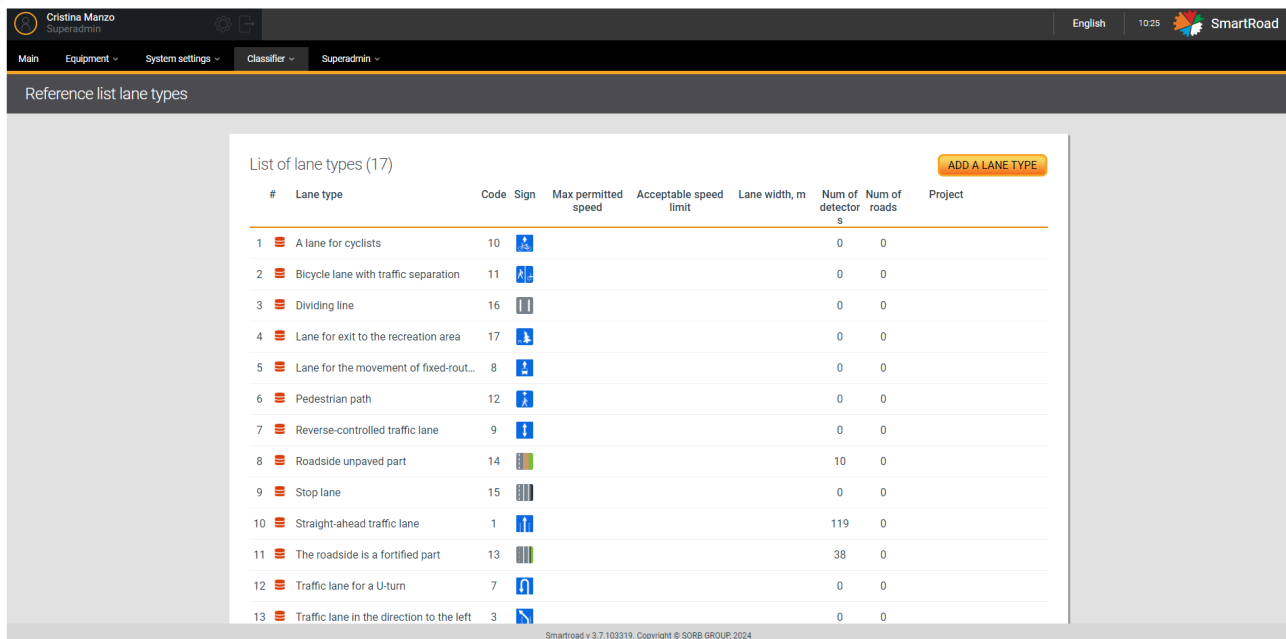 Cristina Manzo
Superadmin
English
10:25
SmartRoad
Main Equipment System settings Classifier Superadmin
Reference list lane types
List of lane types (17)
ADD A LANE TYPE
# Lane type Code Sign Max permitted speed Acceptable speed limit Lane width, m Num of detector s Num of roads Project
1 A lane for cyclists 10 0 0
2 Bicycle lane with traffic separation 11 0 0
3 Dividing line 16 0 0
4 Lane for exit to the recreation area 17 0 0
5 Lane for the movement of fixed-rout... 8 0 0
6 Pedestrian path 12 0 0
7 Reverse-controlled traffic lane 9 0 0
8 Roadside unpaved part 14 10 0
9 Stop lane 15 0 0
10 Straight-ahead traffic lane 1 119 0
11 The roadside is a fortified part 13 38 0
12 Traffic lane for a U-turn 7 0 0
13 Traffic lane in the direction to the left 3 0 0
Smartroad v 3.7.103319. Copyright © SORB GROUP, 2024